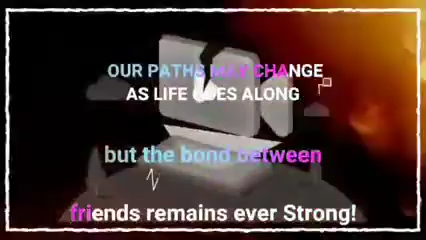 OUR PATHS MAY CHANGE
AS LIFE GOES ALONG
but the bond between
friends remains ever Strong!